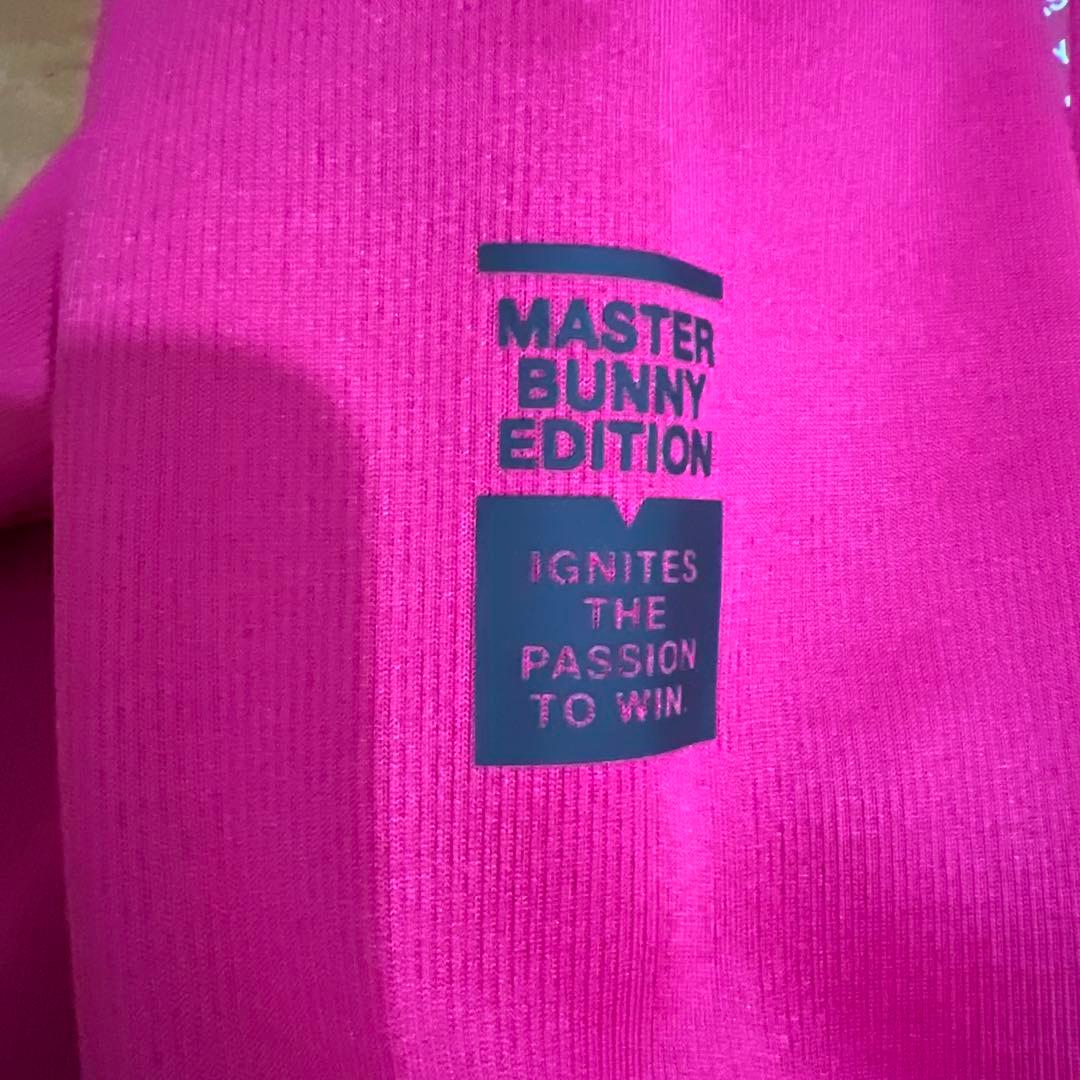 MASTER
BUNNY
EDITION
IGNITES
THE
PASSION
TO WIN.